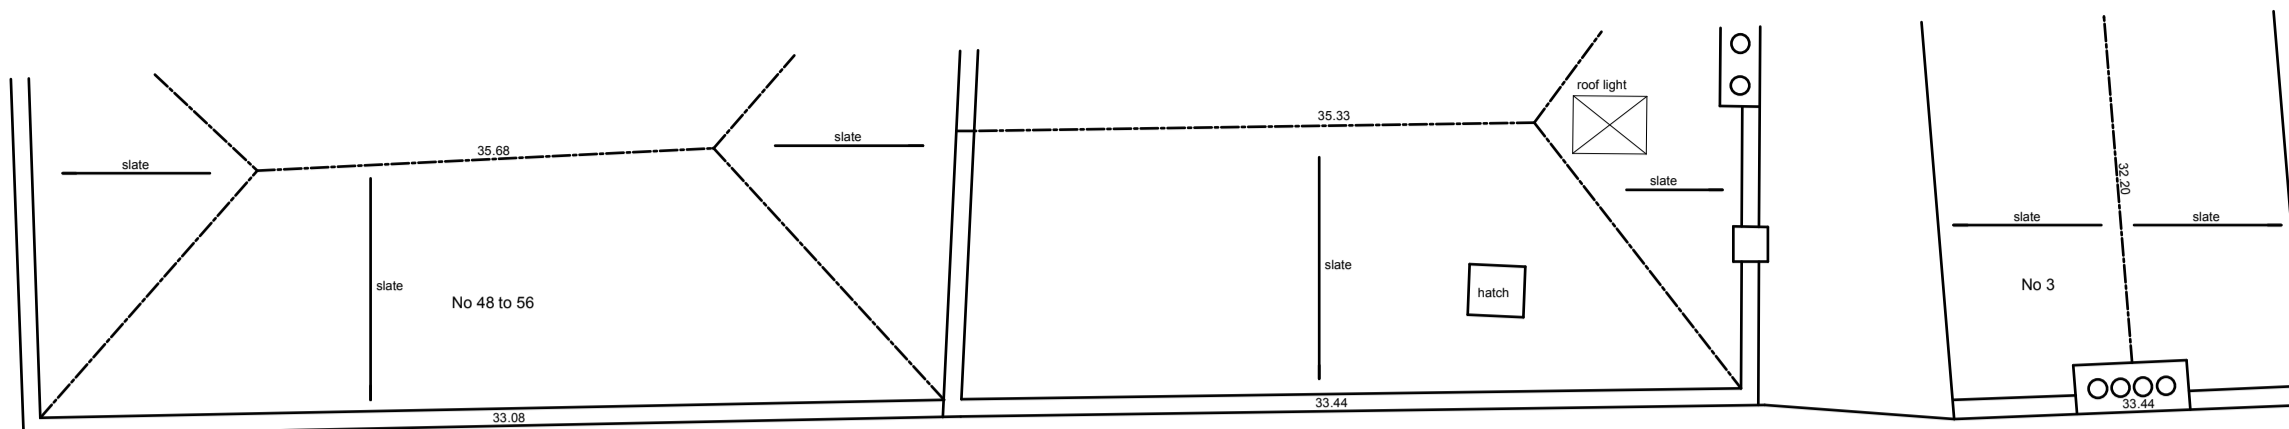 slate
35.68
slate
No 48 to 56
33.08
slate
35.33
slate
hatch
33.44
roof light
slate
slate
32.20
slate
No 3
33.44